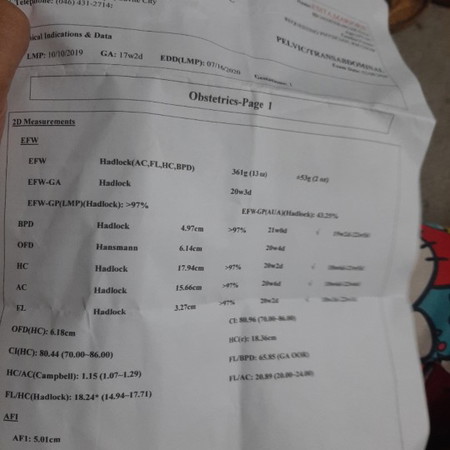 Telephone: (046) 431-2714;
Indications & Data
LMP: 10/10/2019 GA: 17w2d EDD(LMP): 07/16/2020
PELVIC/TRANSABDOMINAL
Obstetrics-Page 1
2D Measurements
EFW
EFW Hadlock(AC,FL,HC,BPD) 361g (13 oz) ±53g (2 oz)
EFW-GA Hadlock 20w3d
EFW-GP(LMP)(Hadlock): >97% EFW-GP(AUA)(Hadlock): 43.25%
BPD Hadlock 4.97cm >97% 21w0d √
OFD Hansmann 6.14cm 20w4d
HC Hadlock 17.94cm >97% 20w2d √
AC Hadlock 15.66cm >97% 20w6d √
FL Hadlock 3.27cm >97% 20w2d √
OFD(HC): 6.18cm CI: 80.96 (70.00~86.00)
CI(HC): 80.44 (70.00~86.00) HC(c): 18.36cm
HC/AC(Campbell): 1.15 (1.07~1.29) FL/BPD: 65.85 (GA OOR)
FL/HC(Hadlock): 18.24* (14.94~17.71) FL/AC: 20.89 (20.00~24.00)
AFI
AF1: 5.01cm